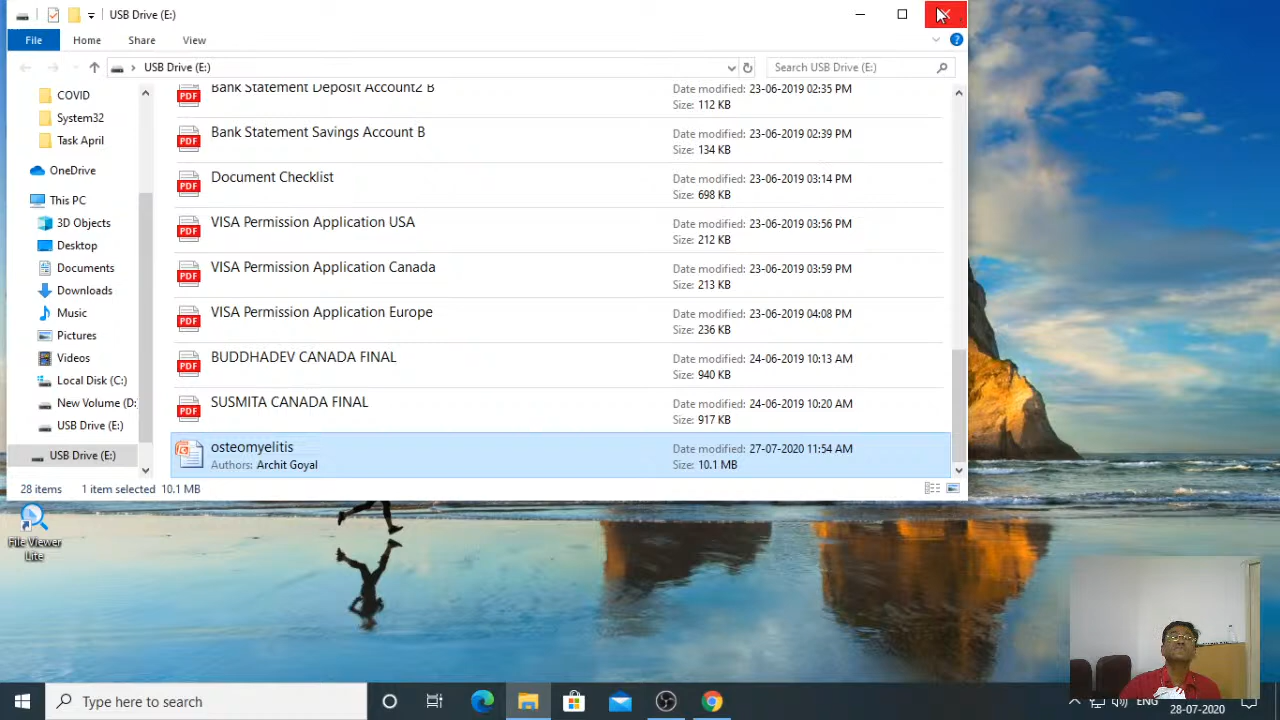 USB Drive (E:)
File Home Share View
USB Drive (E:)
Search USB Drive (E:)
COVID
System32
Task April
OneDrive
This PC
3D Objects
Desktop
Documents
Downloads
Music
Pictures
Videos
Local Disk (C:)
New Volume (D:
USB Drive (E:)
USB Drive (E:)
Bank Statement Deposit Account2 B
Date modified: 23-06-2019 02:35 PM
Size: 112 KB
Bank Statement Savings Account B
Date modified: 23-06-2019 02:39 PM
Size: 134 KB
Document Checklist
Date modified: 23-06-2019 03:14 PM
Size: 698 KB
VISA Permission Application USA
Date modified: 23-06-2019 03:56 PM
Size: 212 KB
VISA Permission Application Canada
Date modified: 23-06-2019 03:59 PM
Size: 213 KB
VISA Permission Application Europe
Date modified: 23-06-2019 04:08 PM
Size: 236 KB
BUDDHADEV CANADA FINAL
Date modified: 24-06-2019 10:13 AM
Size: 940 KB
SUSMITA CANADA FINAL
Date modified: 24-06-2019 10:20 AM
Size: 917 KB
osteomyelitis
Authors: Archit Goyal
Date modified: 27-07-2020 11:54 AM
Size: 10.1 MB
PDF
PDF
PDF
PDF
PDF
PDF
PDF
PDF
28 items 1 item selected 10.1 MB
File Viewer
Lite
Type here to search
ENG
28-07-2020